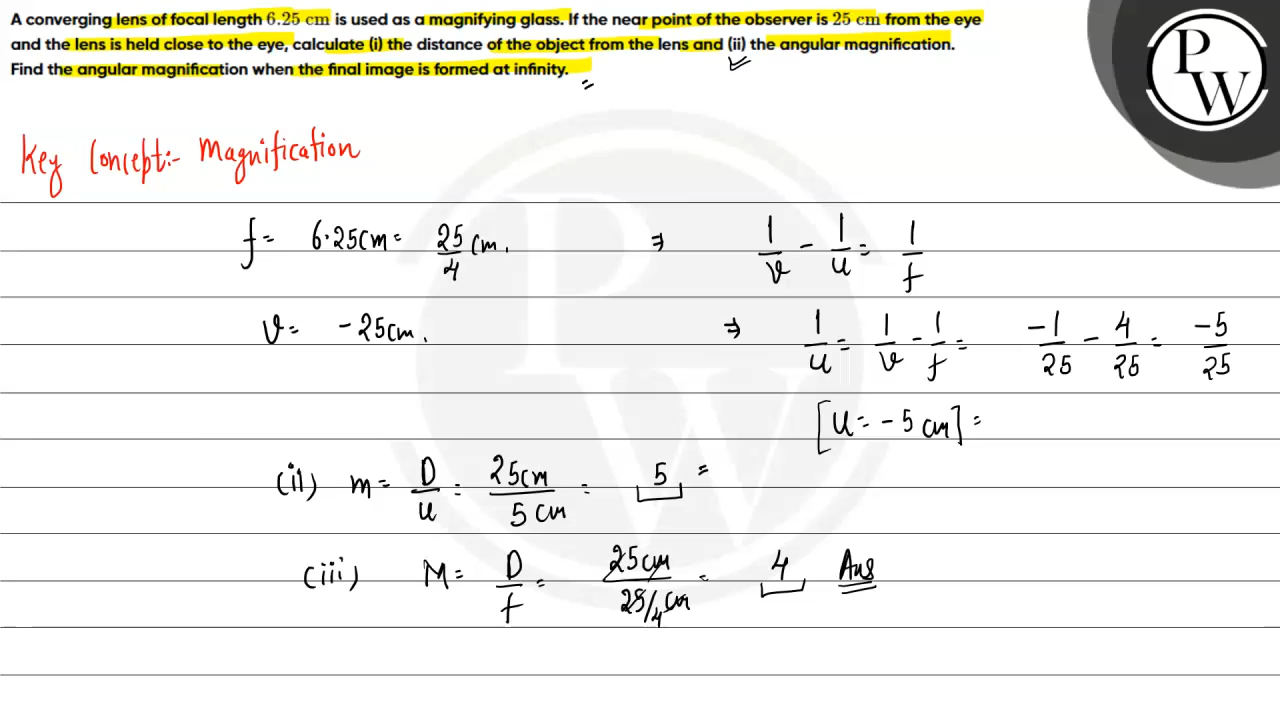 A converging lens of focal length 6.25 cm is used as a magnifying glass. If the near point of the observer is 25 cm from the eye
and the lens is held close to the eye, calculate (i) the distance of the object from the lens and (ii) the angular magnification.
Find the angular magnification when the final image is formed at infinity.
PW
Key Concept:- Magnification
f = 6.25cm = 25/4 cm. ⇒ 1/v - 1/u = 1/f
v = -25cm. ⇒ 1/u = 1/v - 1/f = -1/25 - 4/25 = -5/25
[u = -5 cm] =
(ii) m = D/u = 25cm/5cm = 5 =
(iii) M = D/f = 25cm/25/4 cm = 4 Ans